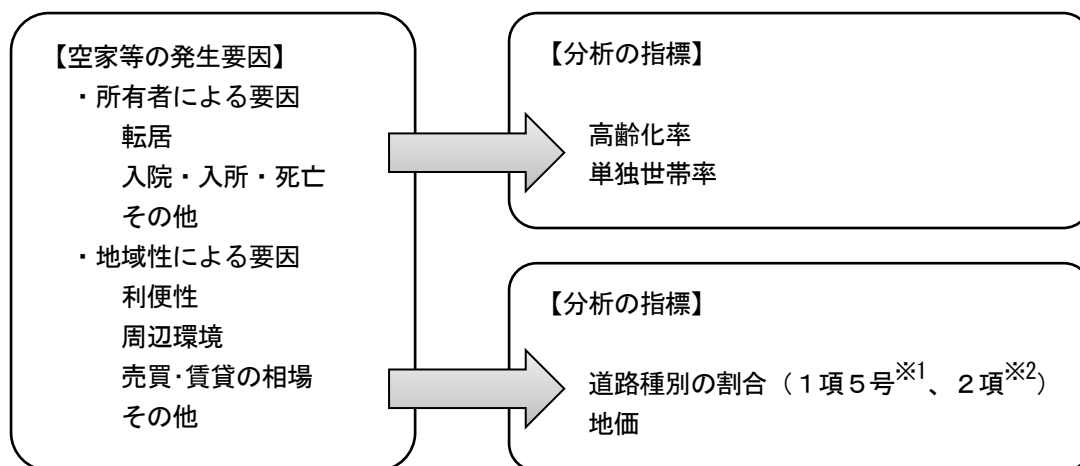 【空家等の発生要因】
・所有者による要因
転居
入院・入所・死亡
その他
・地域性による要因
利便性
周辺環境
売買･賃貸の相場
その他
【分析の指標】
高齢化率
単独世帯率
【分析の指標】
道路種別の割合（１項５号※1、２項※2）
地価